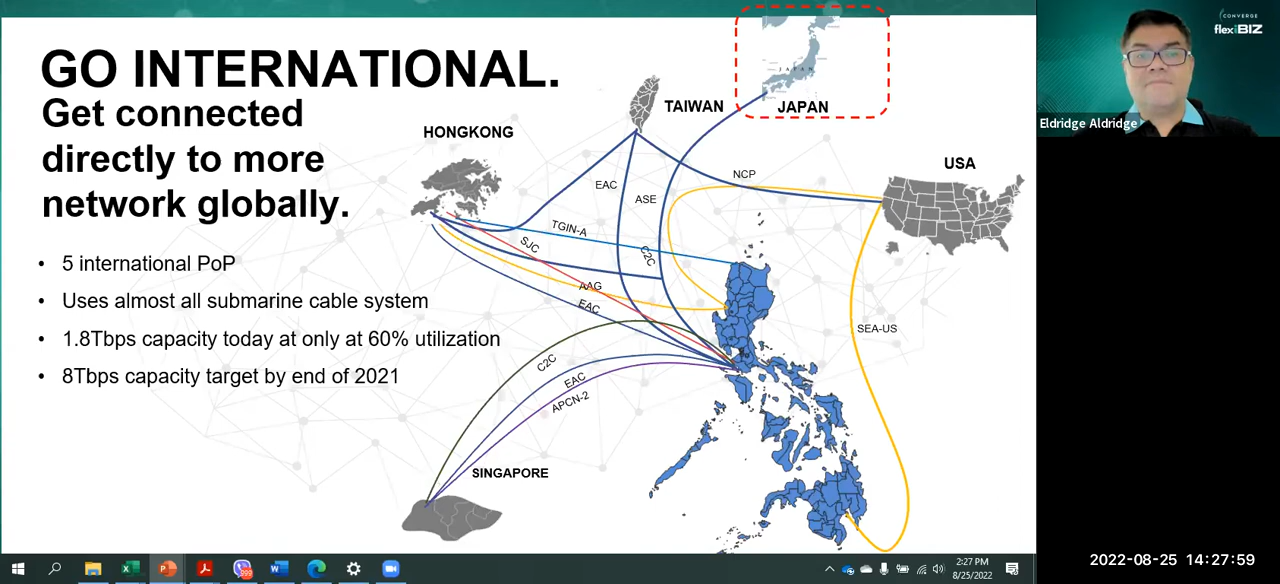 GO INTERNATIONAL.
Get connected
directly to more
network globally.
• 5 international PoP
• Uses almost all submarine cable system
• 1.8Tbps capacity today at only at 60% utilization
• 8Tbps capacity target by end of 2021
HONGKONG
TAIWAN
JAPAN
JAPAN
USA
NCP
EAC
ASE
TGIN-A
SJC
C2C
AAG
EAC
SEA-US
C2C
EAC
APCN-2
SINGAPORE
CONVERGE
flexiBIZ
Eldridge Aldridge
2:27 PM
8/25/2022
2022-08-25 14:27:59